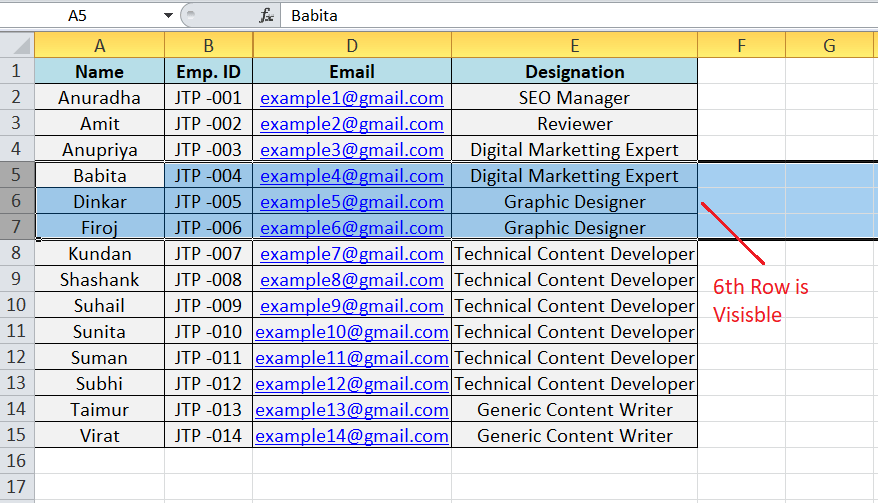 A5 fx Babita
A B D E F G
1 Name Emp. ID Email Designation
2 Anuradha JTP -001 example1@gmail.com SEO Manager
3 Amit JTP -002 example2@gmail.com Reviewer
4 Anupriya JTP -003 example3@gmail.com Digital Marketting Expert
5 Babita JTP -004 example4@gmail.com Digital Marketting Expert
6 Dinkar JTP -005 example5@gmail.com Graphic Designer
7 Firoj JTP -006 example6@gmail.com Graphic Designer
8 Kundan JTP -007 example7@gmail.com Technical Content Developer
9 Shashank JTP -008 example8@gmail.com Technical Content Developer
10 Suhail JTP -009 example9@gmail.com Technical Content Developer
11 Sunita JTP -010 example10@gmail.com Technical Content Developer
12 Suman JTP -011 example11@gmail.com Technical Content Developer
13 Subhi JTP -012 example12@gmail.com Technical Content Developer
14 Taimur JTP -013 example13@gmail.com Generic Content Writer
15 Virat JTP -014 example14@gmail.com Generic Content Writer
16
17
6th Row is
Visisble